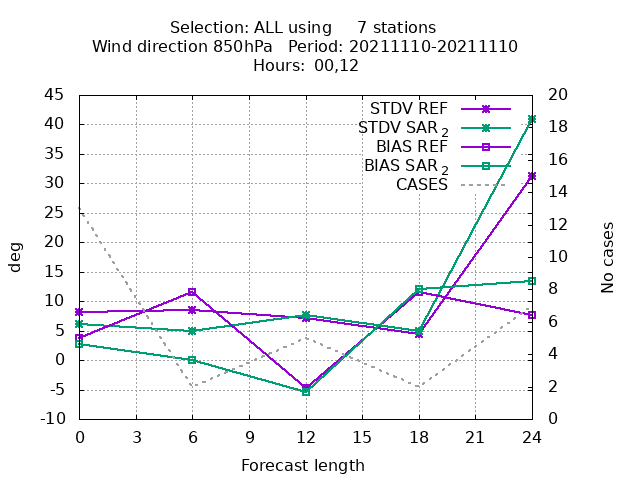 Selection: ALL using     7 stations
Wind direction 850hPa   Period: 20211110-20211110
Hours:  00,12
STDV REF
STDV SAR 2
BIAS REF
BIAS SAR 2
CASES
45
40
35
30
25
20
15
10
5
0
-5
-10
deg
20
18
16
14
12
10
8
6
4
2
0
No cases
0 3 6 9 12 15 18 21 24
Forecast length